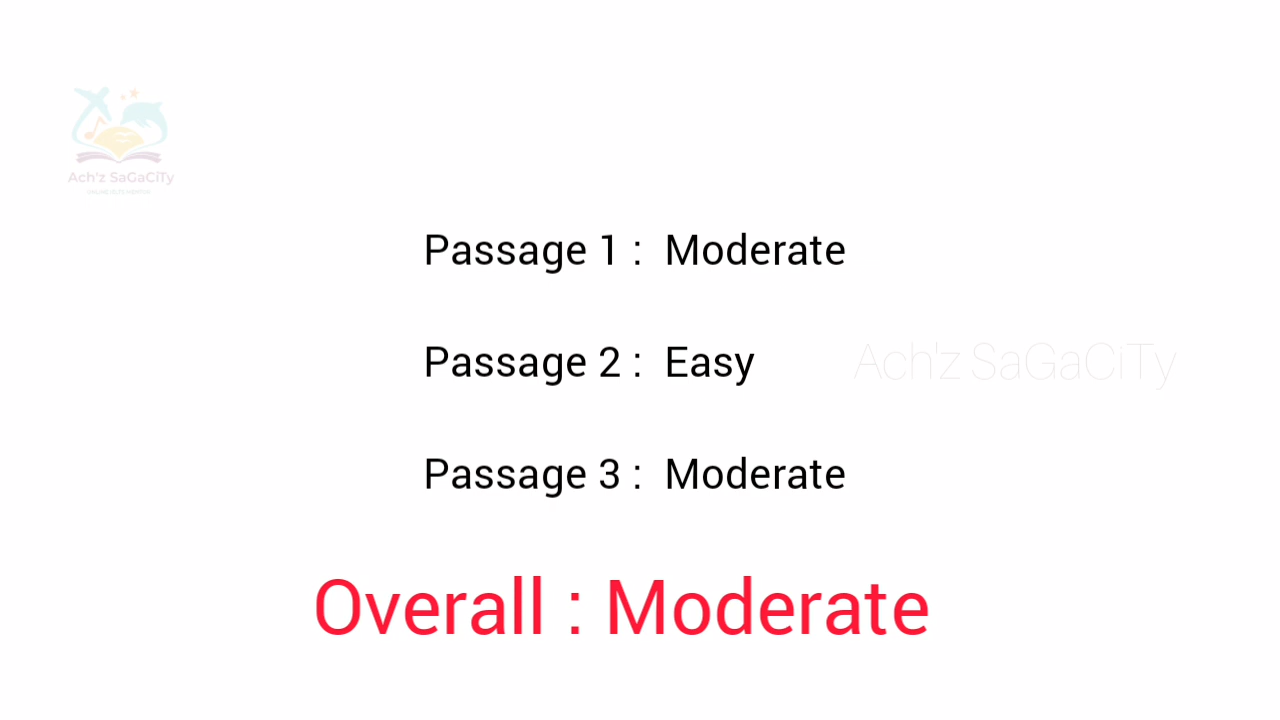 Ach'z SaGaCiTy
Passage 1 : Moderate
Passage 2 : Easy
Ach'z SaGaCiTy
Passage 3 : Moderate
Overall : Moderate